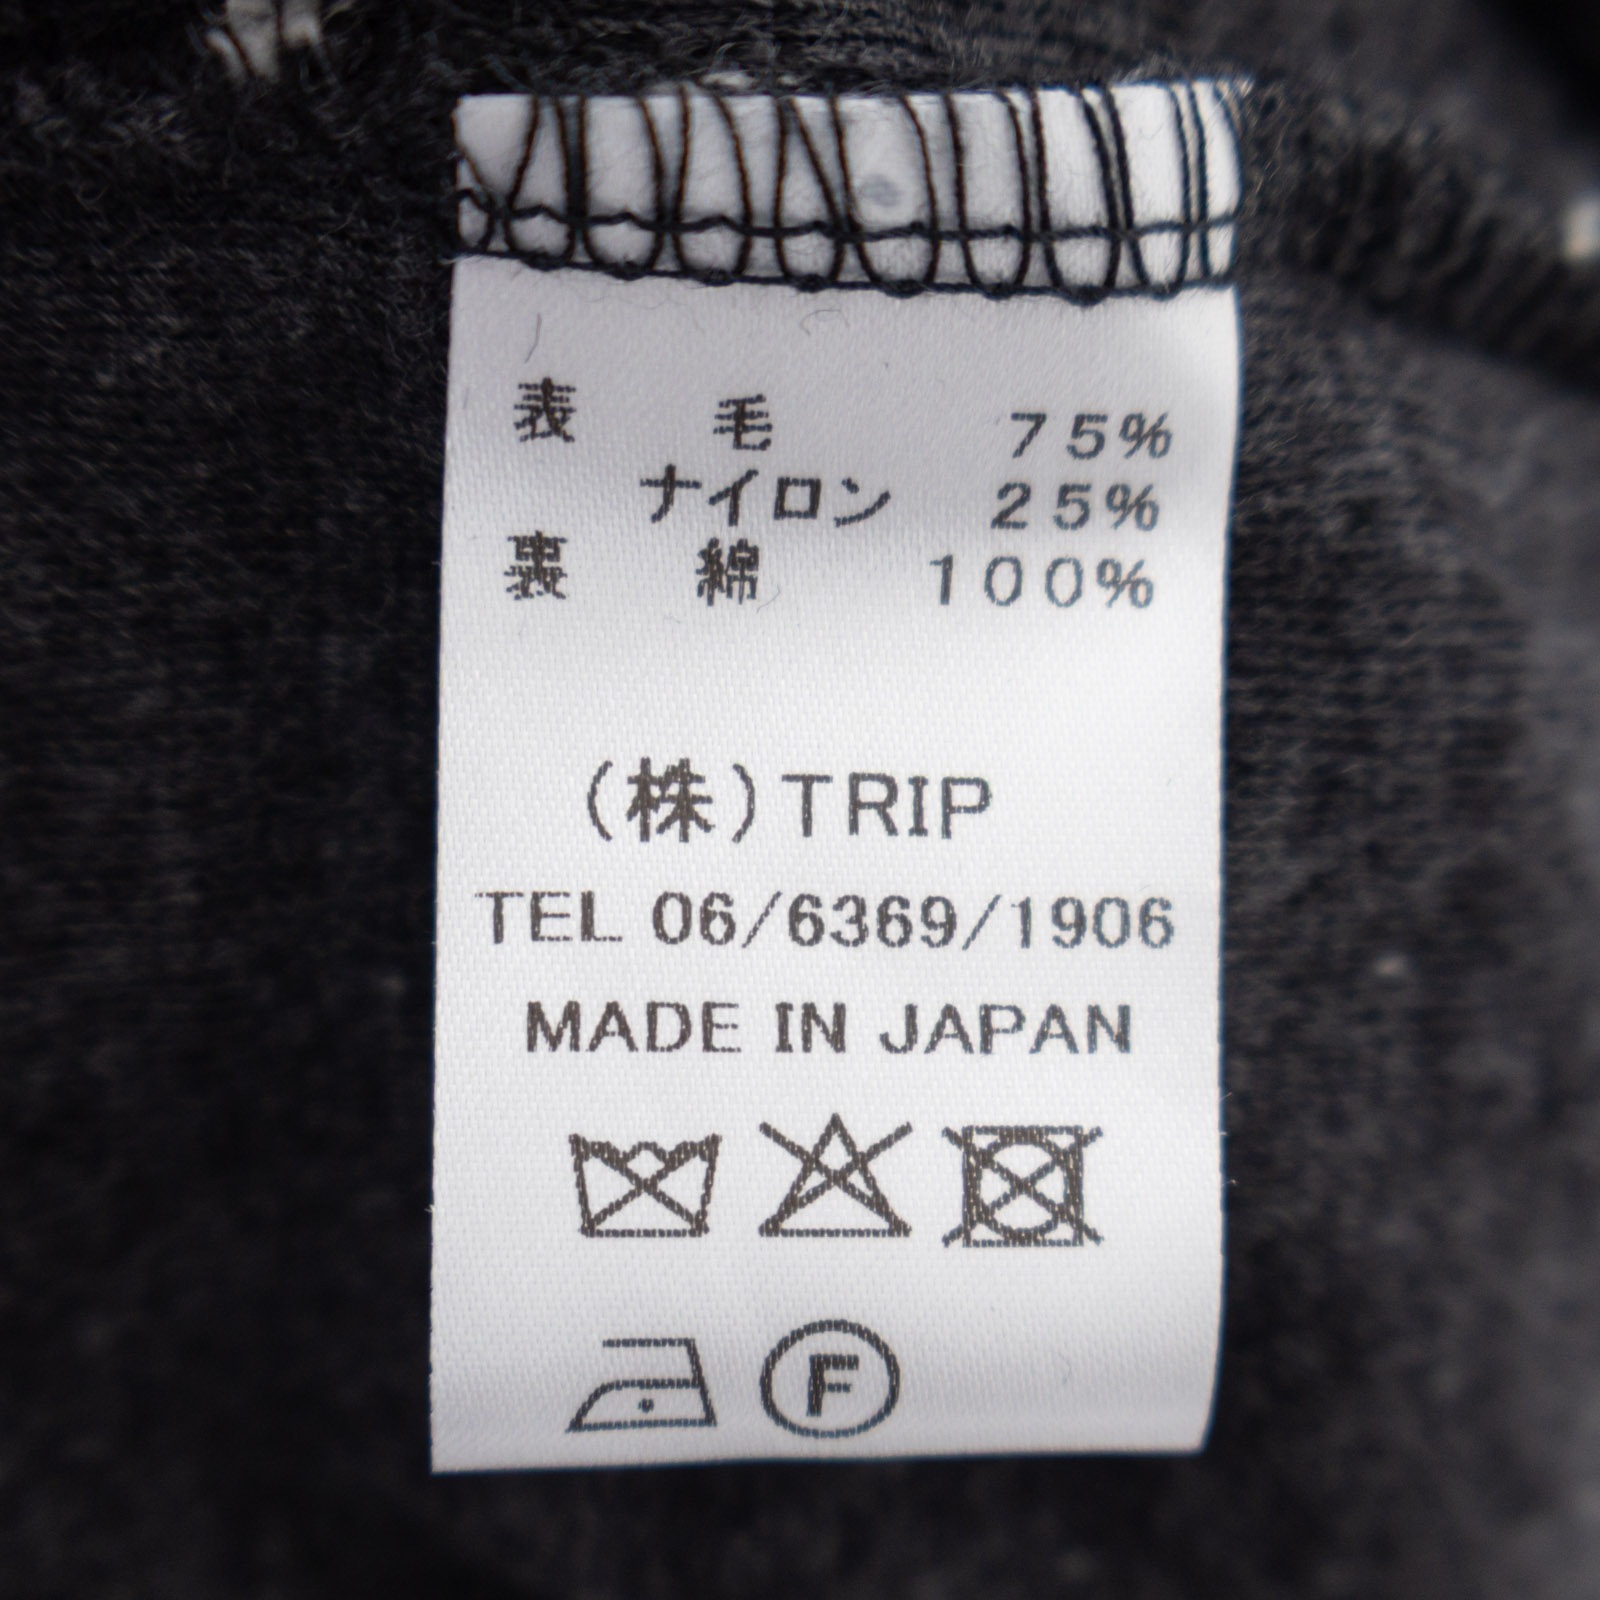 表 毛 75%
ナイロン 25%
裏 綿 100%
(株)TRIP
TEL 06/6369/1906
MADE IN JAPAN
F